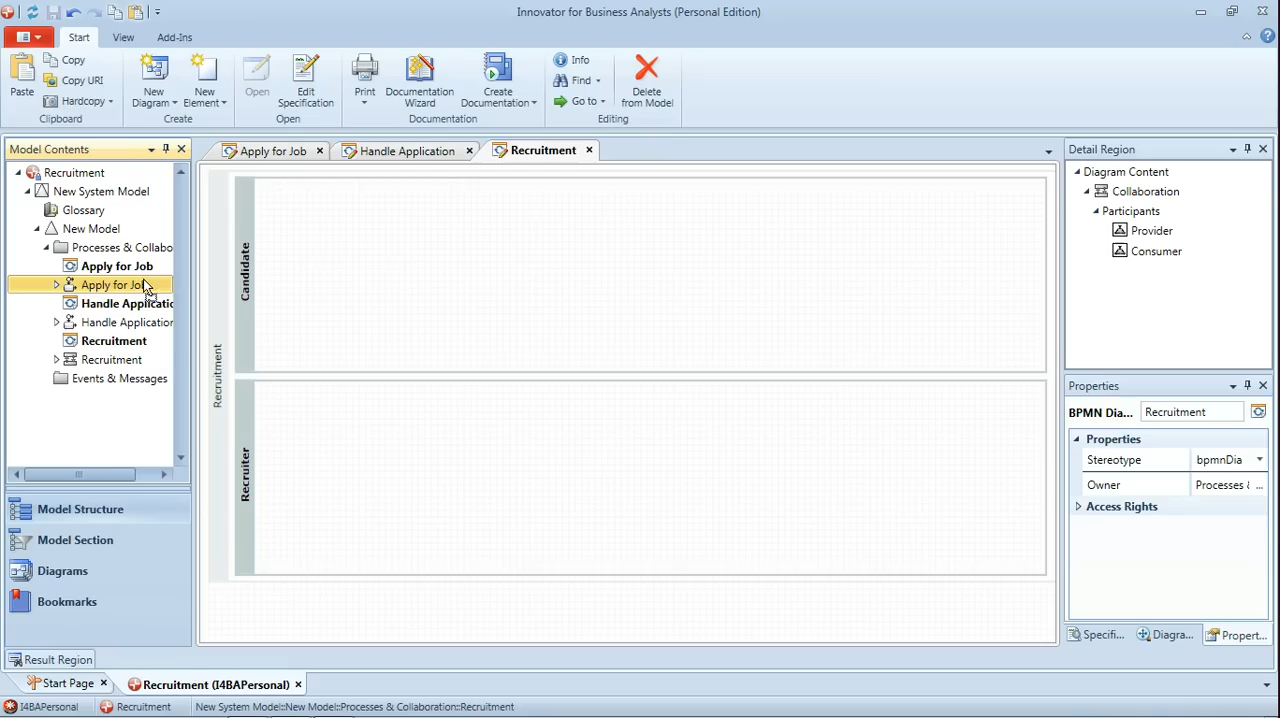 Innovator for Business Analysts (Personal Edition)
Start View Add-Ins
Paste
Copy
Copy URI
Hardcopy
Clipboard
New Diagram
New Element
Create
Open
Edit Specification
Open
Print
Documentation Wizard
Create Documentation
Documentation
Info
Find
Go to
Delete from Model
Editing
Model Contents
Recruitment
New System Model
Glossary
New Model
Processes & Collabo
Apply for Job
Apply for Jo
Handle Applicatio
Handle Application
Recruitment
Recruitment
Events & Messages
Model Structure
Model Section
Diagrams
Bookmarks
Apply for Job
Handle Application
Recruitment
Recruitment
Candidate
Recruiter
Detail Region
Diagram Content
Collaboration
Participants
Provider
Consumer
Properties
BPMN Dia... Recruitment
Properties
Stereotype bpmnDia
Owner Processes & ...
Access Rights
Specifi... Diagra... Propert...
Result Region
Start Page
Recruitment (I4BAPersonal)
I4BAPersonal Recruitment New System Model::New Model::Processes & Collaboration::Recruitment